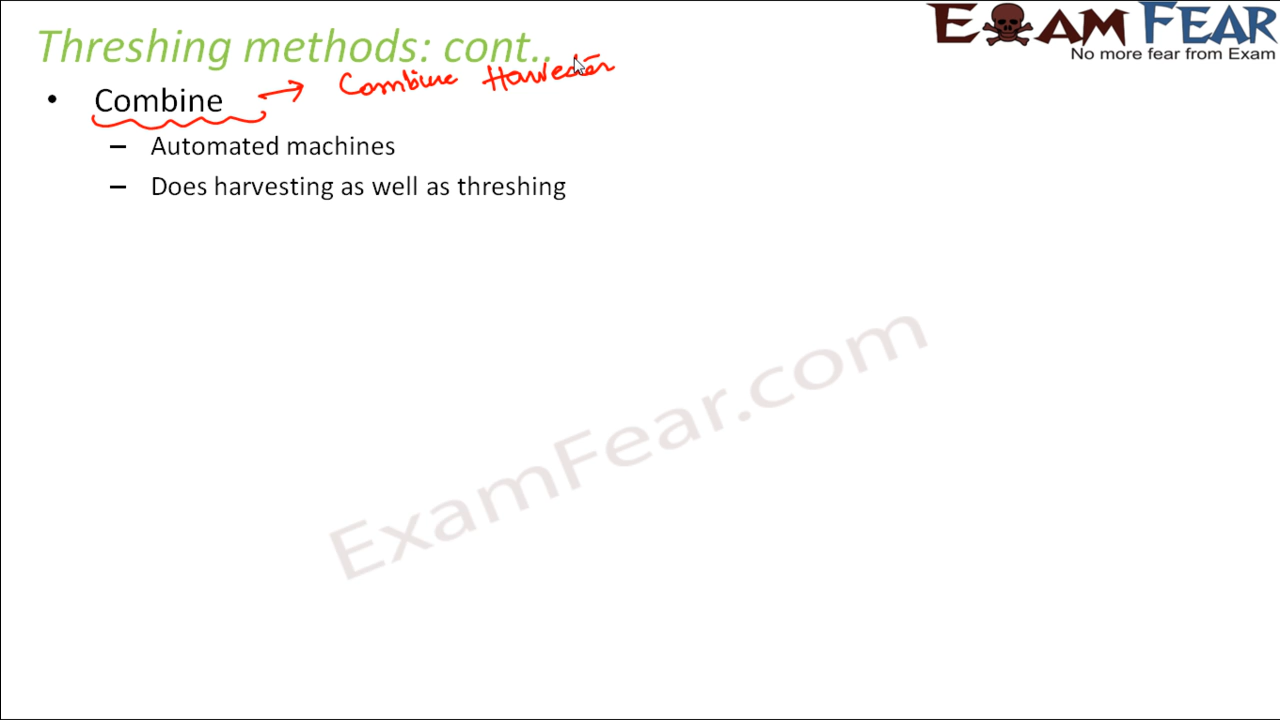 Threshing methods: cont..
EXAM FEAR
No more fear from Exam
• Combine → Combine Harvester
– Automated machines
– Does harvesting as well as threshing
ExamFear.com